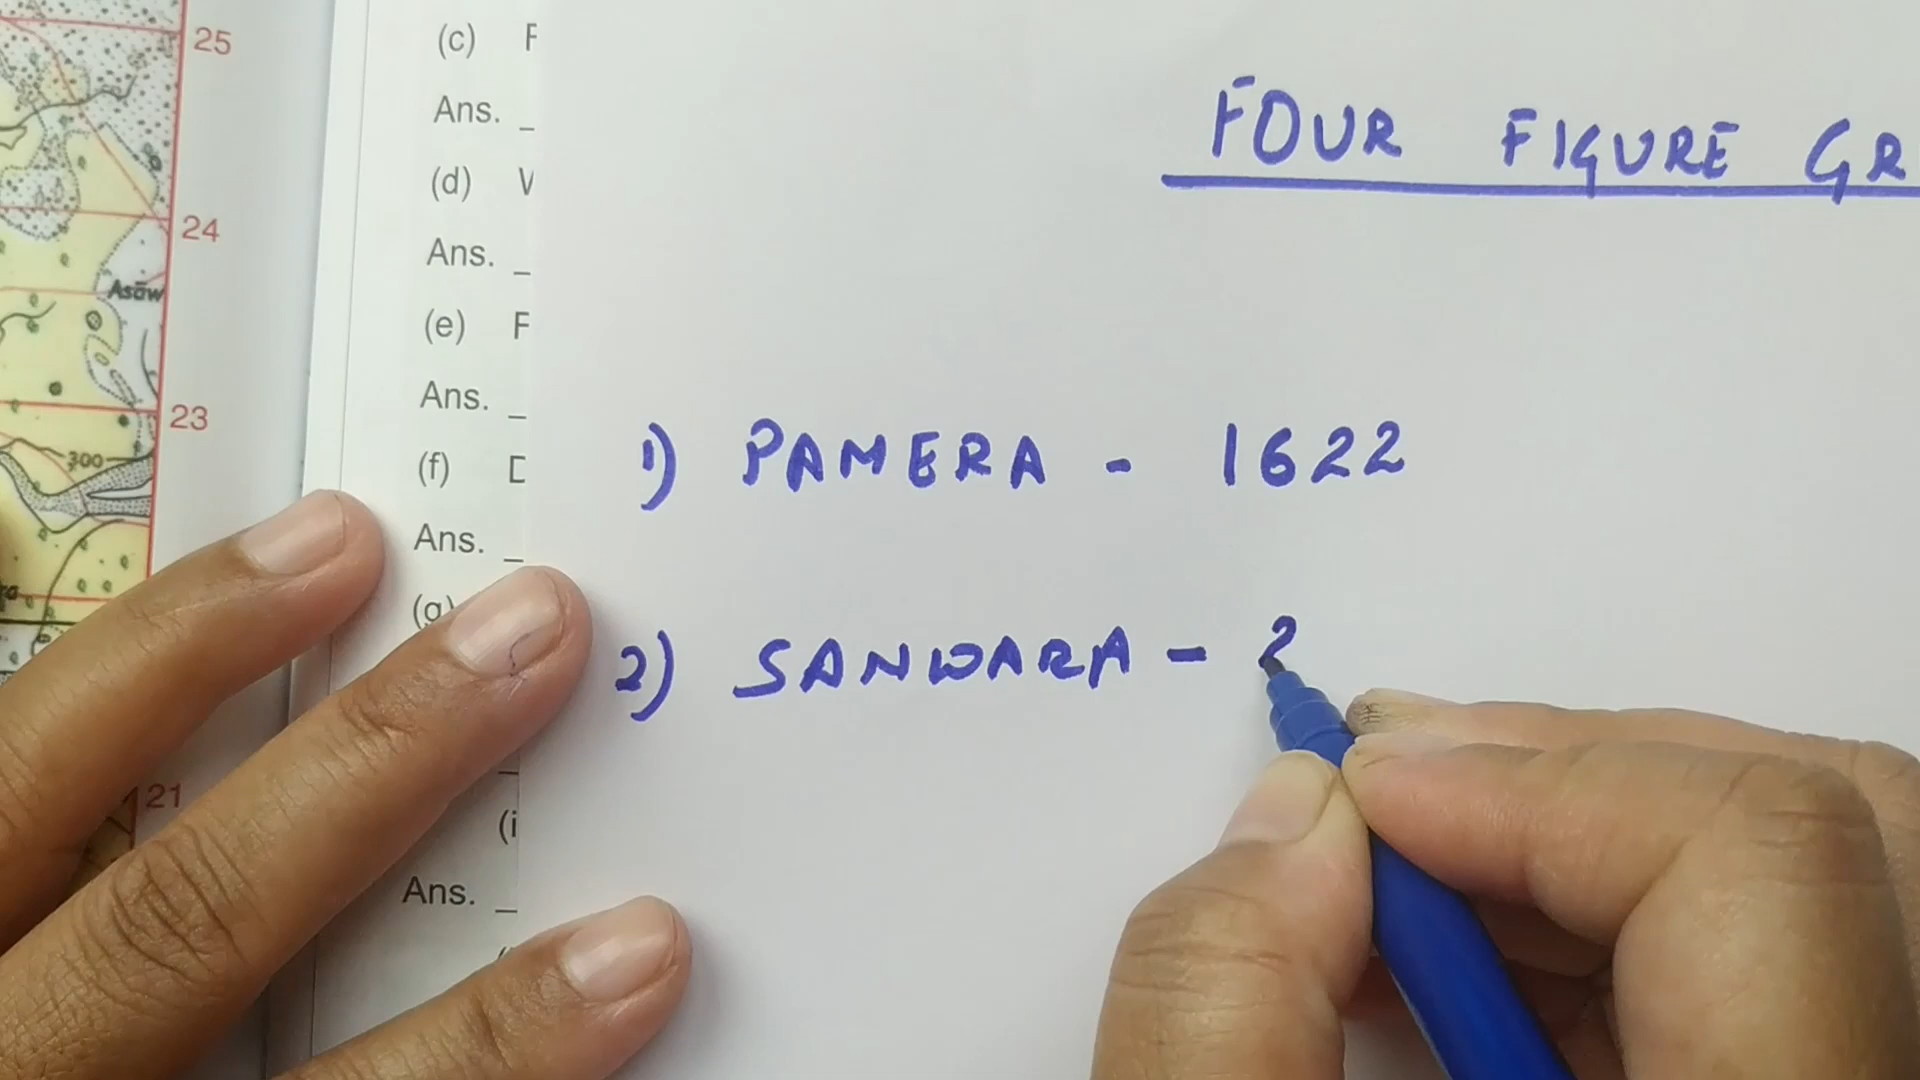 25
24
Asāw
23
300
21
(c) F
Ans. _
(d)
Ans. _
(e) F
Ans. _
(f)
Ans. _
(g)
(i
Ans. _
FOUR FIGURE GR
1) PAMERA - 1622
2) SANWARA - 2